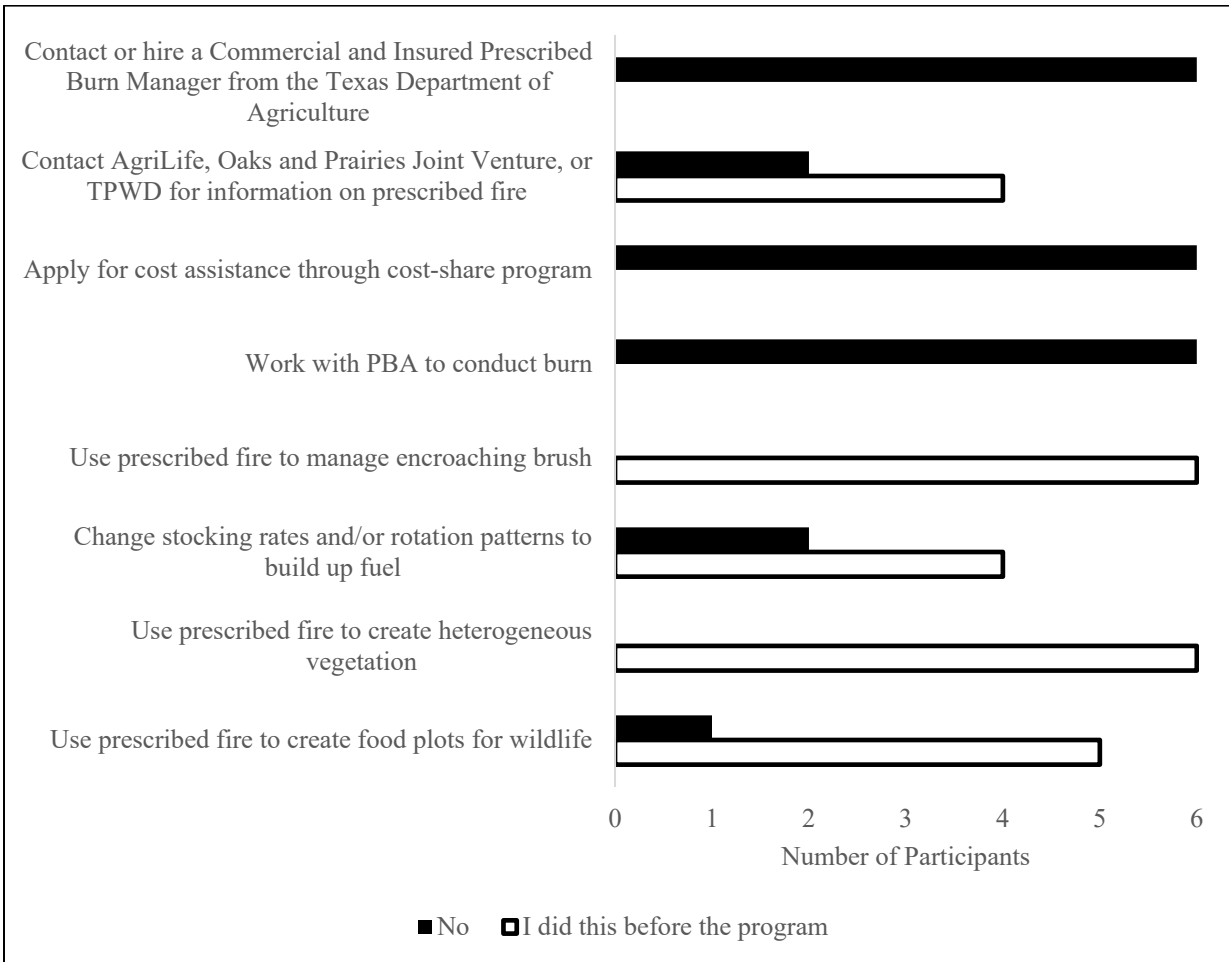 Contact or hire a Commercial and Insured Prescribed
Burn Manager from the Texas Department of
Agriculture
Contact AgriLife, Oaks and Prairies Joint Venture, or
TPWD for information on prescribed fire
Apply for cost assistance through cost-share program
Work with PBA to conduct burn
Use prescribed fire to manage encroaching brush
Change stocking rates and/or rotation patterns to
build up fuel
Use prescribed fire to create heterogeneous
vegetation
Use prescribed fire to create food plots for wildlife
0 1 2 3 4 5 6
Number of Participants
No I did this before the program